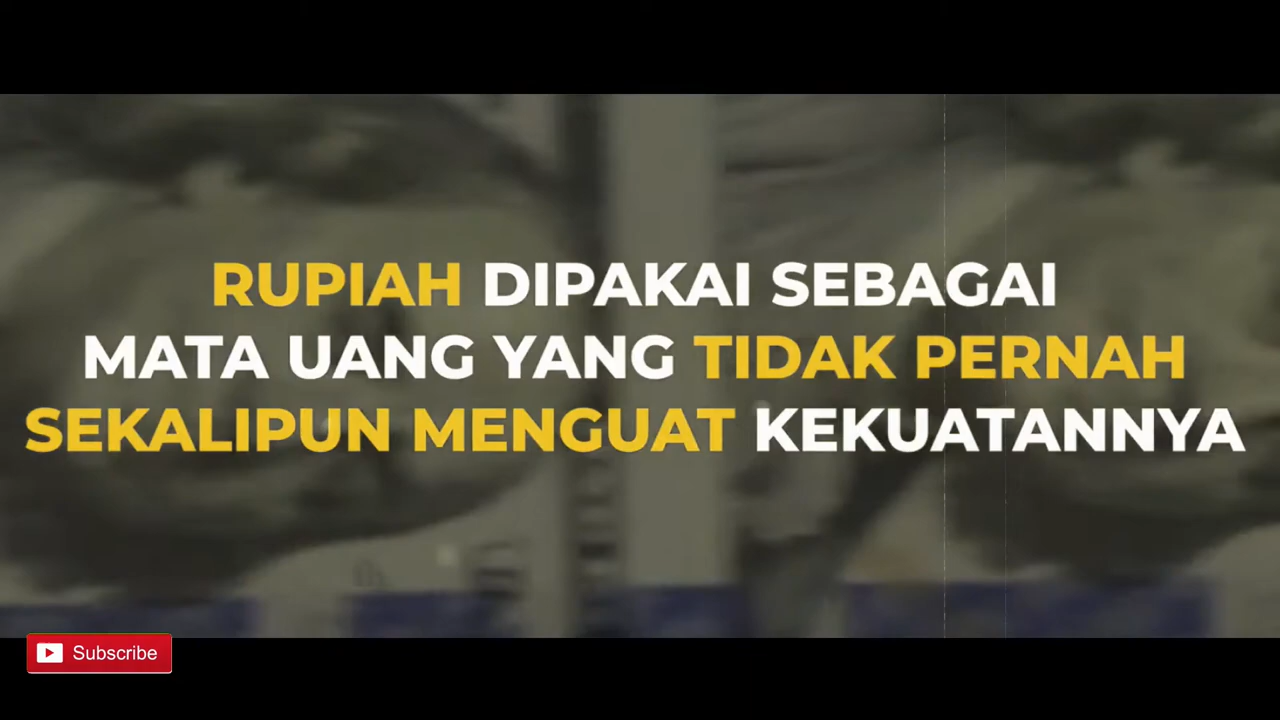 RUPIAH DIPAKAI SEBAGAI
MATA UANG YANG TIDAK PERNAH
SEKALIPUN MENGUAT KEKUATANNYA
Subscribe